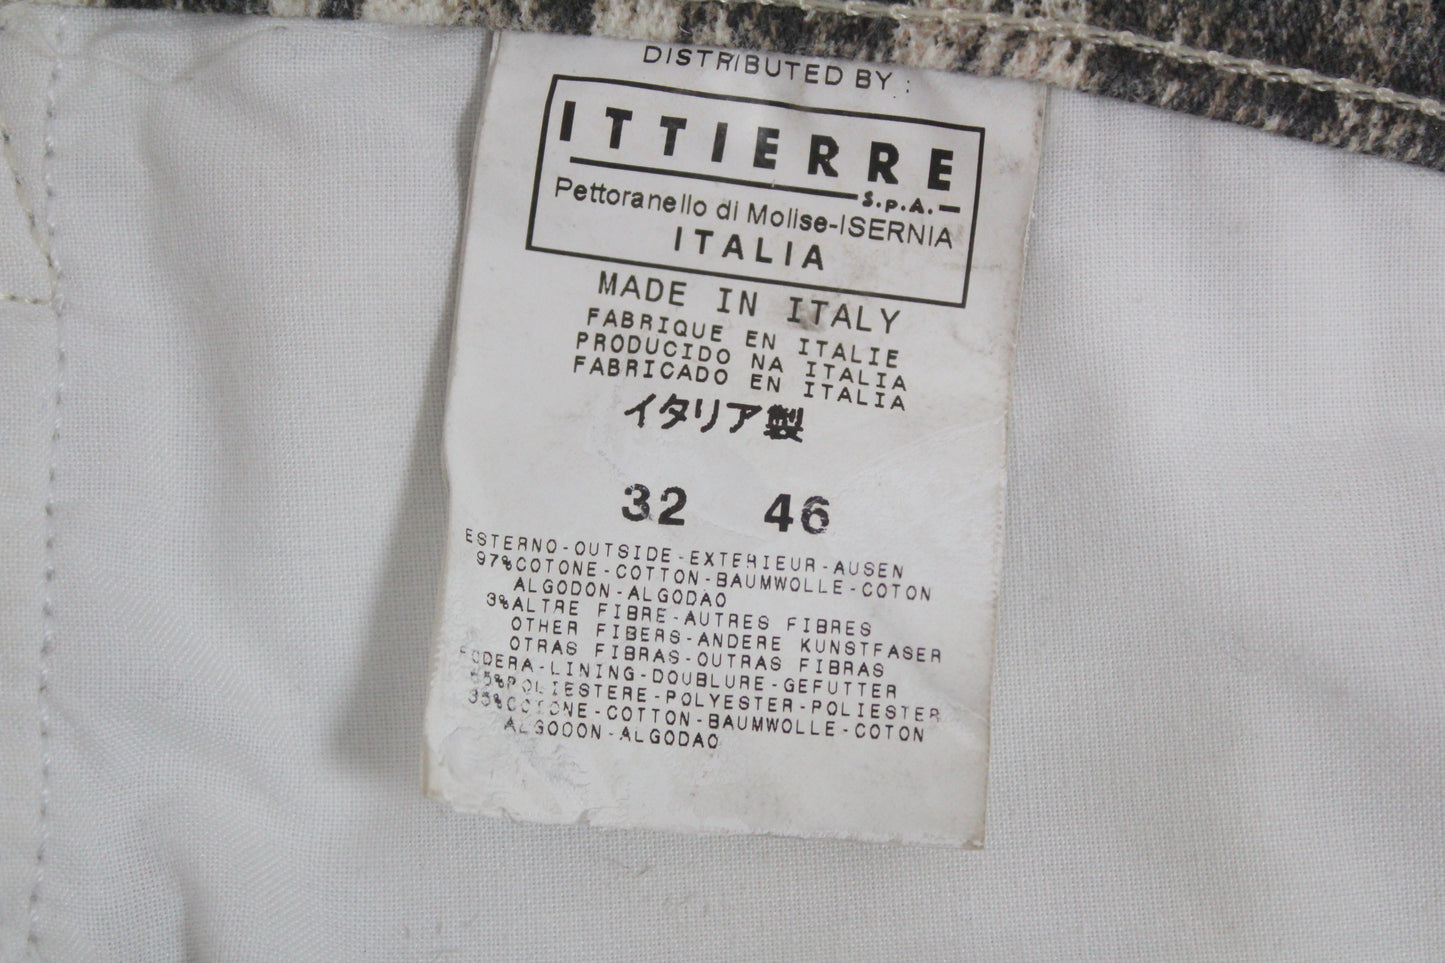 DISTRIBUTED BY :
ITTIERRE
S.p.A.
Pettoranello di Molise-ISERNIA
ITALIA
MADE IN ITALY
FABRIQUE EN ITALIE
PRODUCIDO NA ITALIA
FABRICADO EN ITALIA
イタリア製
32 46
ESTERNO-OUTSIDE-EXTERIEUR-AUSEN
97%COTONE-COTTON-BAUMWOLLE-COTON
ALGODON-ALGODAO
3%ALTRE FIBRE-AUTRES FIBRES
OTHER FIBERS-ANDERE KUNSTFASER
OTRAS FIBRAS-OUTRAS FIBRAS
FODERA-LINING-DOUBLURE-GEFUTTER
65%POLIESTERE-POLYESTER-POLIESTER
35%COTONE-COTTON-BAUMWOLLE-COTON
ALGODON-ALGODAO